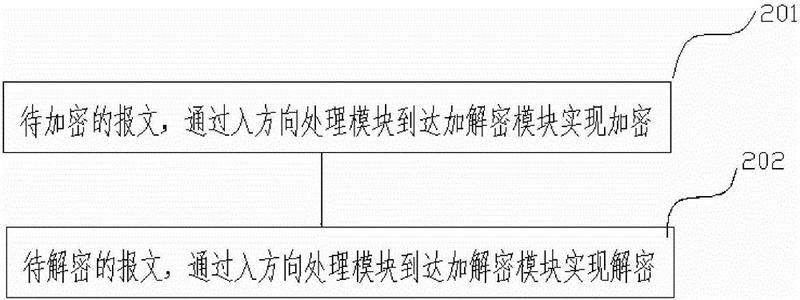 201
待加密的报文，通过入方向处理模块到达加解密模块实现加密
202
待解密的报文，通过入方向处理模块到达加解密模块实现解密